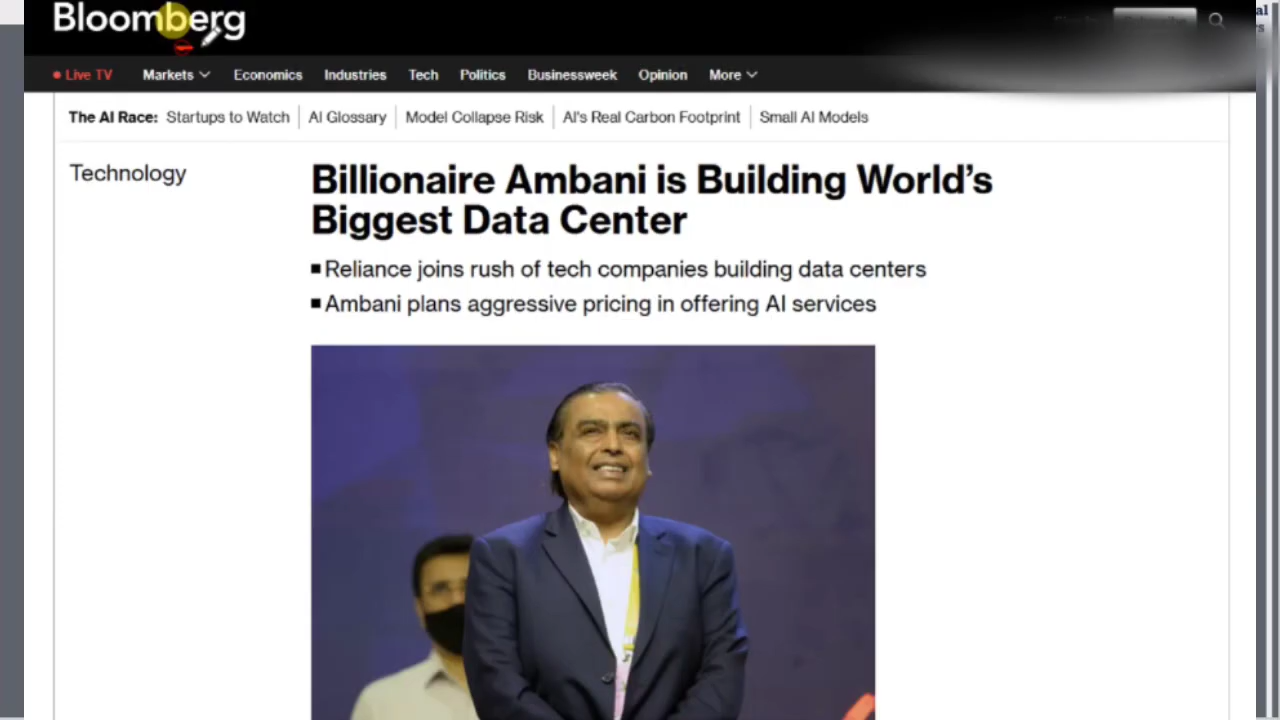 Bloomberg
Live TV Markets Economics Industries Tech Politics Businessweek Opinion More
The AI Race: Startups to Watch AI Glossary Model Collapse Risk AI's Real Carbon Footprint Small AI Models
Technology
Billionaire Ambani is Building World's
Biggest Data Center
Reliance joins rush of tech companies building data centers
Ambani plans aggressive pricing in offering AI services